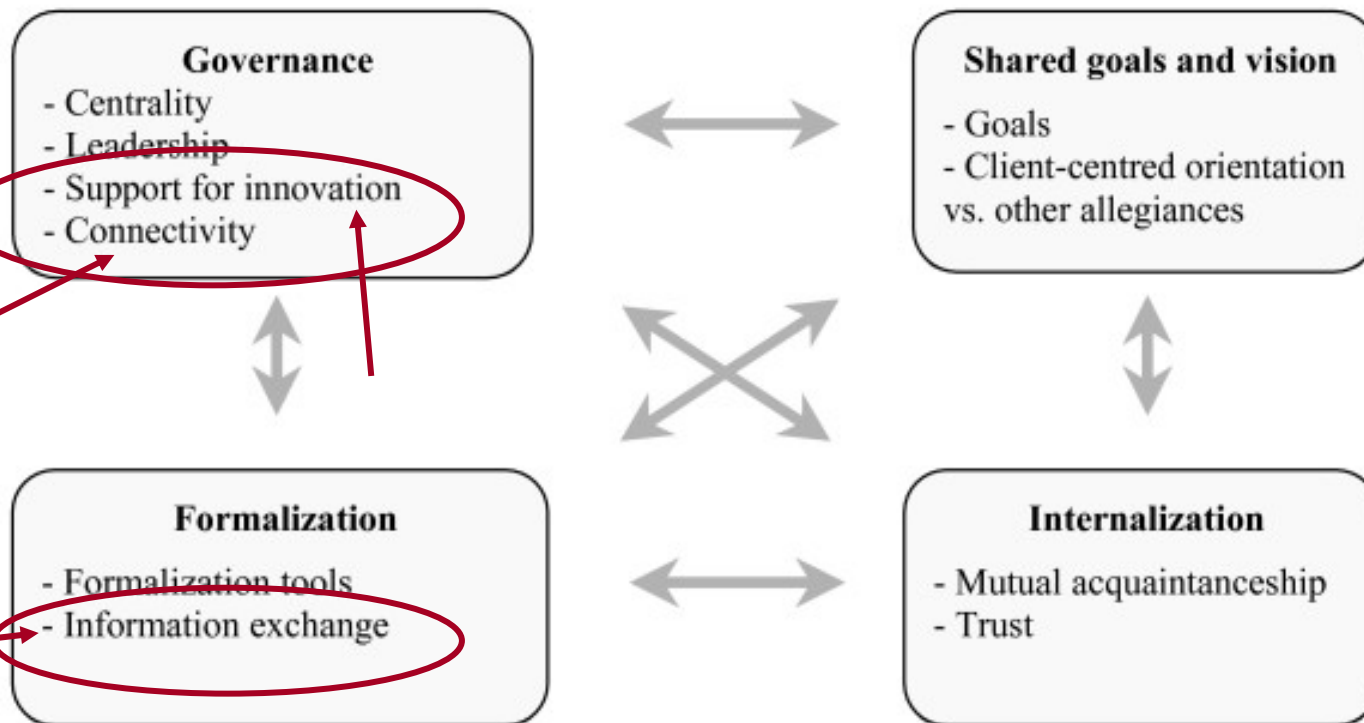 Governance
- Centrality
- Leadership
- Support for innovation
- Connectivity
Shared goals and vision
- Goals
- Client-centred orientation
vs. other allegiances
Formalization
- Formalization tools
- Information exchange
Internalization
- Mutual acquaintanceship
- Trust